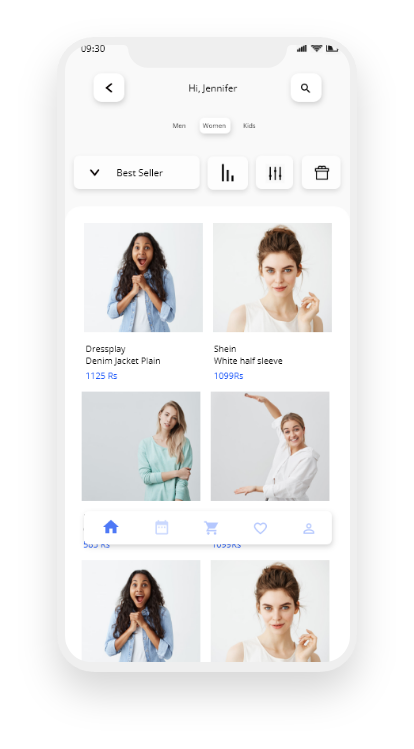 09:30
Hi, Jennifer
Men Women Kids
Best Seller
Dressplay
Denim Jacket Plain
1125 Rs
Shein
White half sleeve
1099Rs
Rs
1099Rs